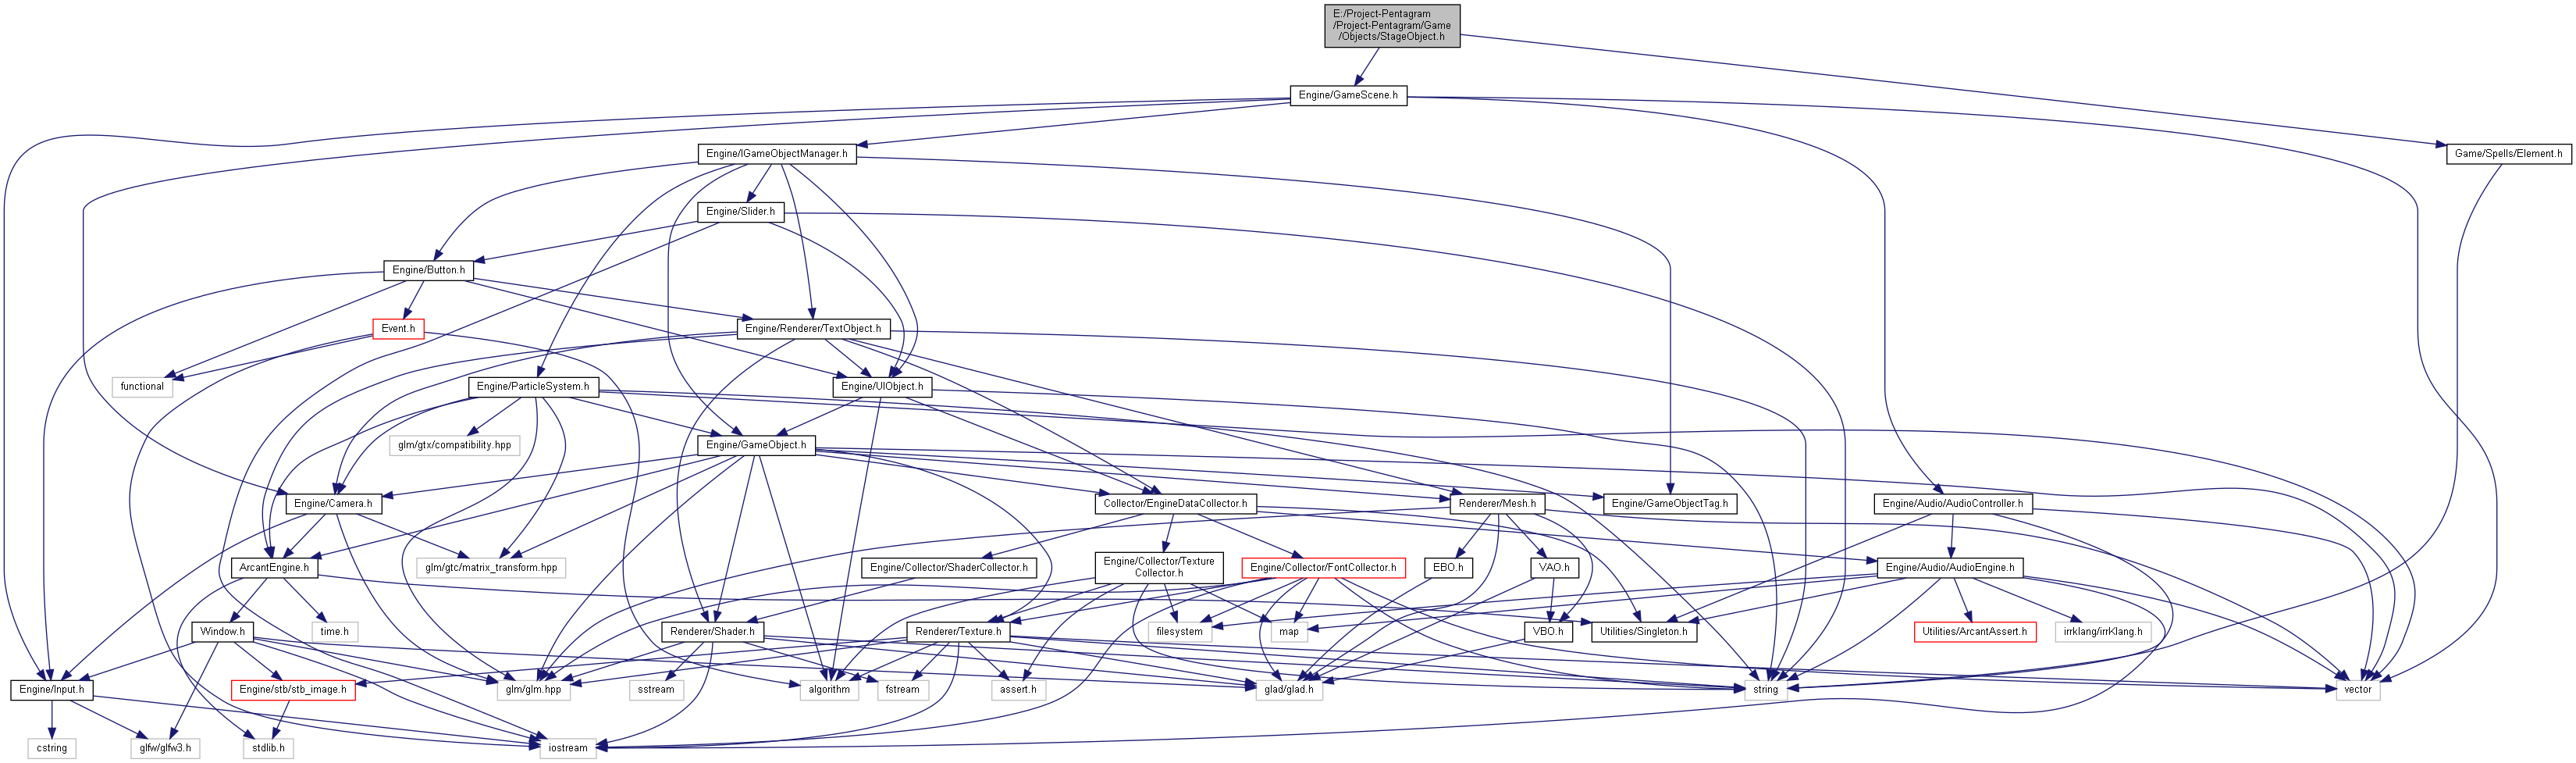 E:/Project-Pentagram
/Project-Pentagram/Game
/Objects/StageObject.h
Engine/GameScene.h
Engine/IGameObjectManager.h
Game/Spells/Element.h
Engine/Slider.h
Engine/Button.h
Event.h
Engine/Renderer/TextObject.h
functional
Engine/ParticleSystem.h
Engine/UIObject.h
glm/gtx/compatibility.hpp
Engine/GameObject.h
Engine/Camera.h
Collector/EngineDataCollector.h
Renderer/Mesh.h
Engine/GameObjectTag.h
Engine/Audio/AudioController.h
ArcantEngine.h
glm/gtc/matrix_transform.hpp
Engine/Collector/ShaderCollector.h
Engine/Collector/Texture
Collector.h
Engine/Collector/FontCollector.h
EBO.h
VAO.h
Engine/Audio/AudioEngine.h
Window.h
time.h
Renderer/Shader.h
Renderer/Texture.h
filesystem
map
VBO.h
Utilities/Singleton.h
Utilities/ArcantAssert.h
irrklang/irrKlang.h
Engine/Input.h
Engine/stb/stb_image.h
glm/glm.hpp
sstream
algorithm
fstream
assert.h
glad/glad.h
string
vector
cstring
glfw/glfw3.h
stdlib.h
iostream